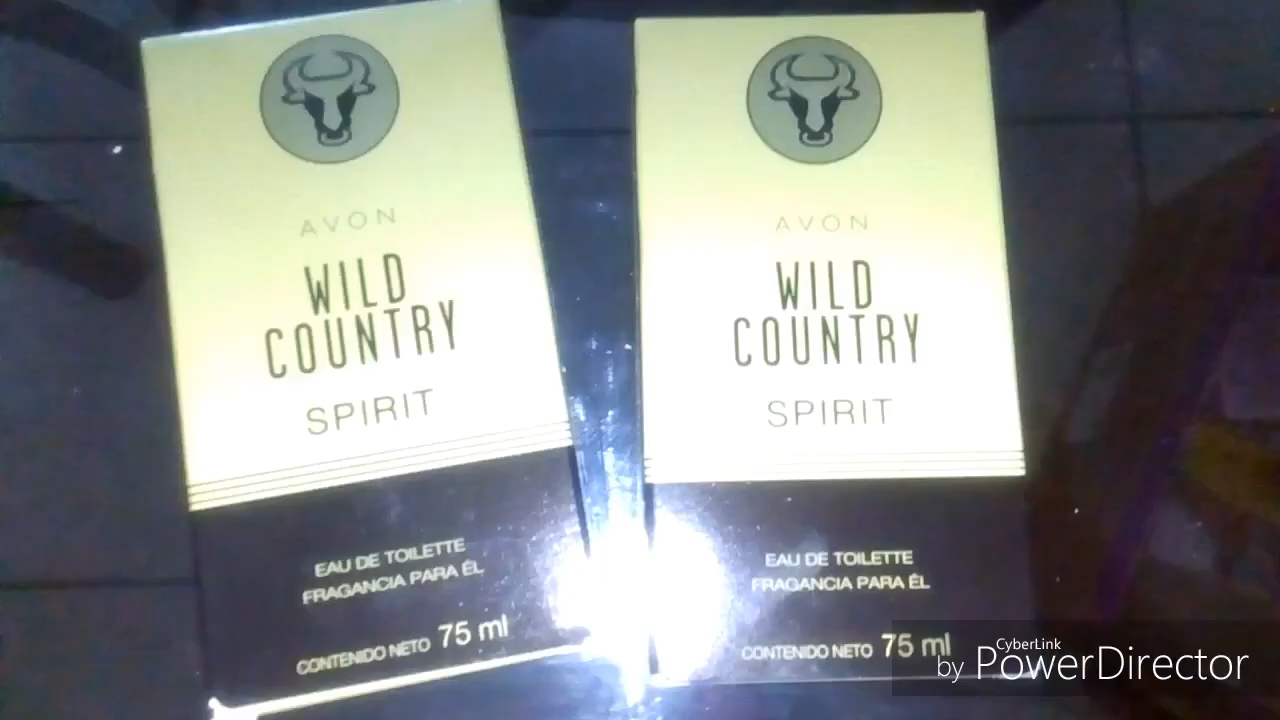 AVON
WILD
COUNTRY
SPIRIT
EAU DE TOILETTE
FRAGANCIA PARA ÉL
CONTENIDO NETO 75 ml
AVON
WILD
COUNTRY
SPIRIT
EAU DE TOILETTE
FRAGANCIA PARA ÉL
CONTENIDO NETO 75 ml
CyberLink
by PowerDirector